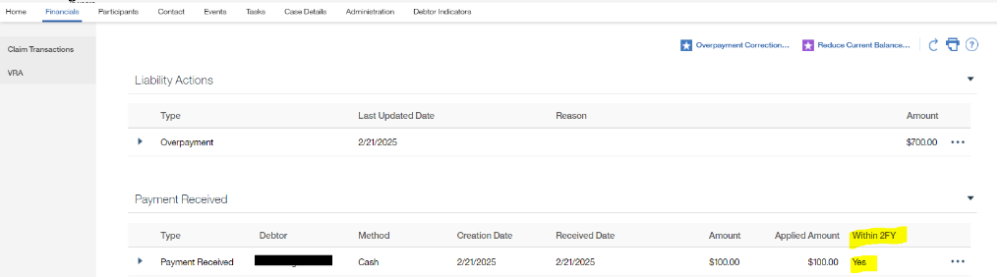 Home Financials Participants Contact Events Tasks Case Details Administration Debtor Indicators
Claim Transactions
VRA
Overpayment Correction... Reduce Current Balance... ?
Liability Actions
Type Last Updated Date Reason Amount
Overpayment 2/21/2025 $700.00
Payment Received
Type Debtor Method Creation Date Received Date Amount Applied Amount Within 2FY
Payment Received Cash 2/21/2025 2/21/2025 $100.00 $100.00 Yes